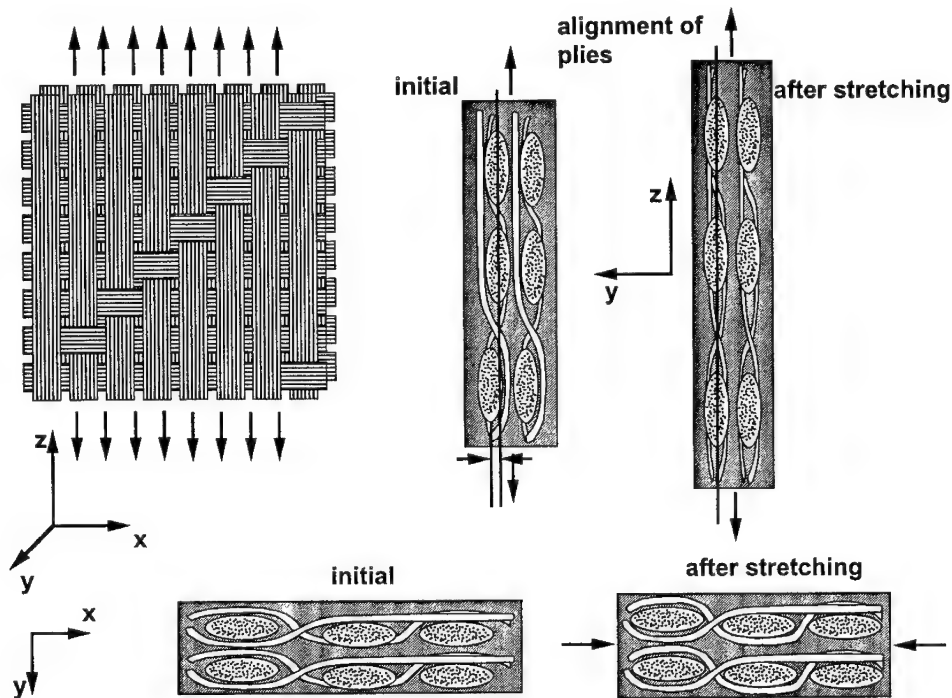 alignment of
plies
initial
after stretching
z
y
z
x
y
initial
after stretching
x
y